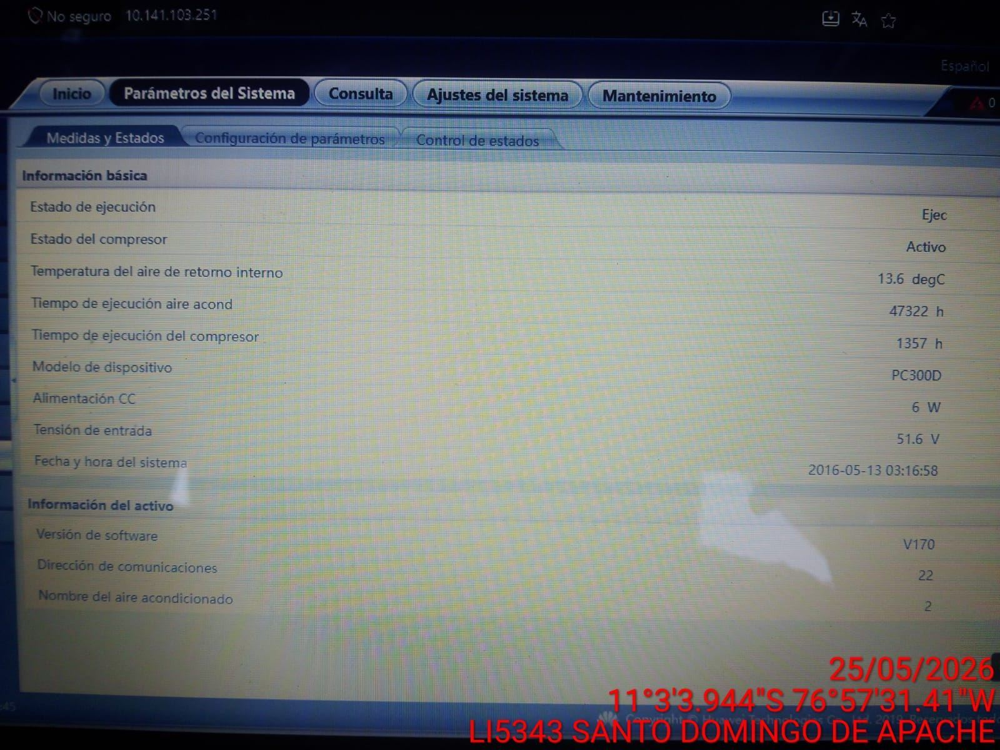 No seguro 10.141.103.251
Español
Inicio Parámetros del Sistema Consulta Ajustes del sistema Mantenimiento 0
Medidas y Estados Configuración de parámetros Control de estados
Información básica
Estado de ejecución Ejec
Estado del compresor Activo
Temperatura del aire de retorno interno 13.6 degC
Tiempo de ejecución aire acond 47322 h
Tiempo de ejecución del compresor 1357 h
Modelo de dispositivo PC300D
Alimentación CC 6 W
Tensión de entrada 51.6 V
Fecha y hora del sistema 2016-05-13 03:16:58
Información del activo
Versión de software V170
Dirección de comunicaciones 22
Nombre del aire acondicionado 2
25/05/2026
11°3'3.944"S 76°57'31.41"W
:45
Copyright © Huawei Technologies Co.
LI5343 SANTO DOMINGO DE APACHE